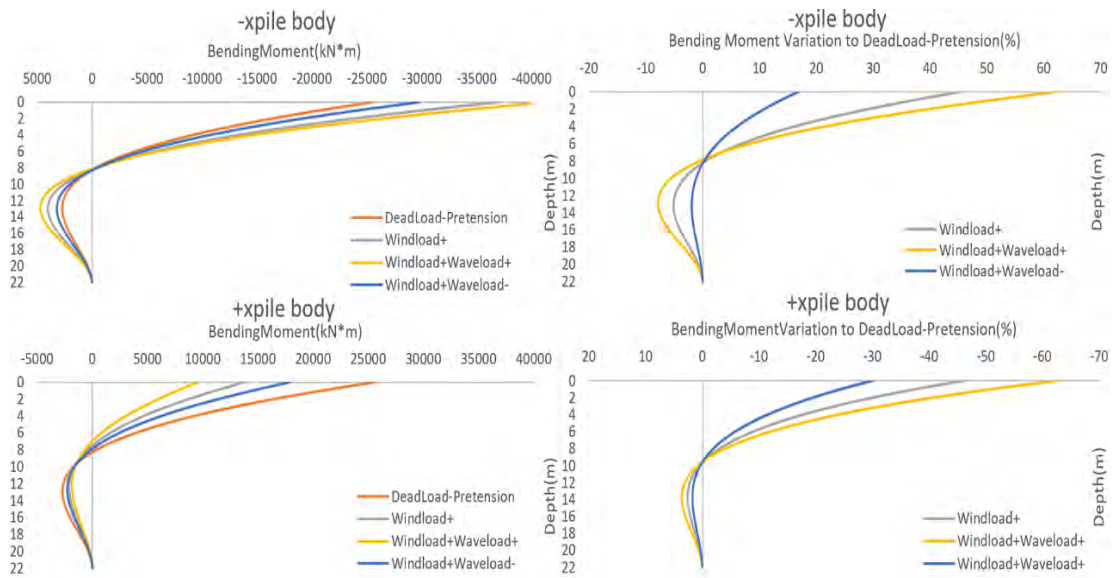 -xpile body
BendingMoment(kN*m)
5000 0 -5000 -10000 -15000 -20000 -25000 -30000 -35000 -40000
0
2
4
6
8
10
12
14
16
18
20
22
Depth(m)
DeadLoad-Pretension
Windload+
Windload+Waveload+
Windload+Waveload-
-xpile body
Bending Moment Variation to DeadLoad-Pretension(%)
-20 -10 0 10 20 30 40 50 60 70
0
2
4
6
8
10
12
14
16
18
20
22
Depth(m)
Windload+
Windload+Waveload+
Windload+Waveload-
+xpile body
BendingMoment(kN*m)
-5000 0 5000 10000 15000 20000 25000 30000 35000 40000
0
2
4
6
8
10
12
14
16
18
20
22
Depth(m)
DeadLoad-Pretension
Windload+
Windload+Waveload+
Windload+Waveload-
+xpile body
BendingMomentVariation to DeadLoad-Pretension(%)
20 10 0 -10 -20 -30 -40 -50 -60 -70
0
2
4
6
8
10
12
14
16
18
20
22
Depth(m)
Windload+
Windload+Waveload+
Windload+Waveload+